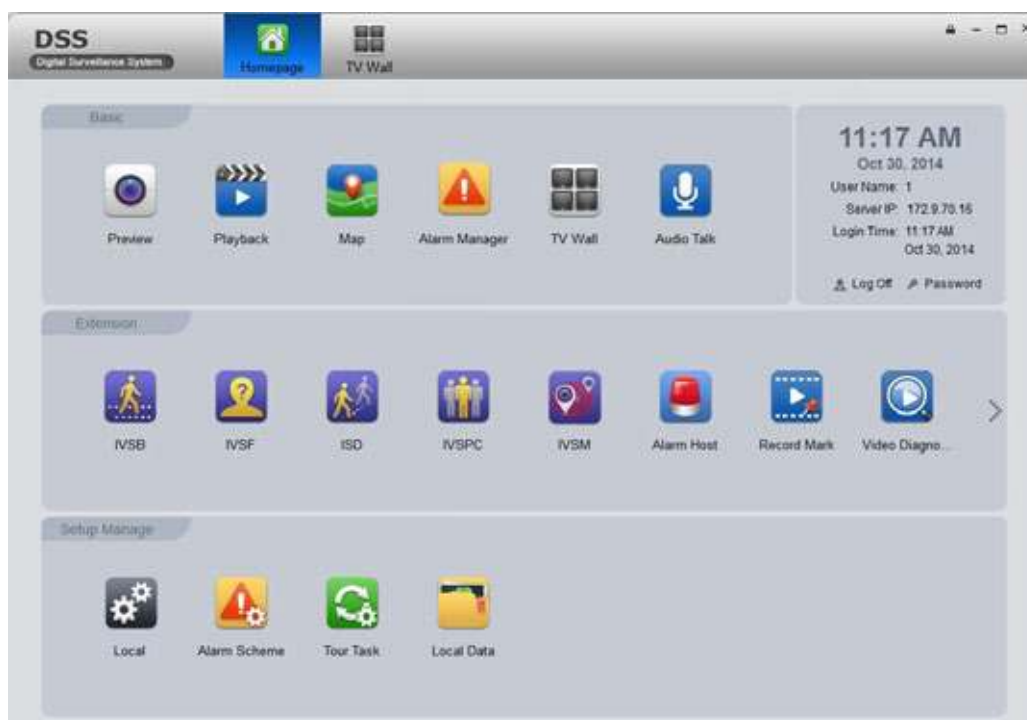 DSS
Digital Surveillance System
Homepage
TV Wall
Basic
Preview
Playback
Map
Alarm Manager
TV Wall
Audio Talk
11:17 AM
Oct 30, 2014
User Name: 1
Server IP: 172.9.70.16
Login Time: 11:17 AM
Oct 30, 2014
Log Off Password
Extension
IVSB
IVSF
ISD
IVSPC
IVSM
Alarm Host
Record Mark
Video Diagno...
Setup Manage
Local
Alarm Scheme
Tour Task
Local Data